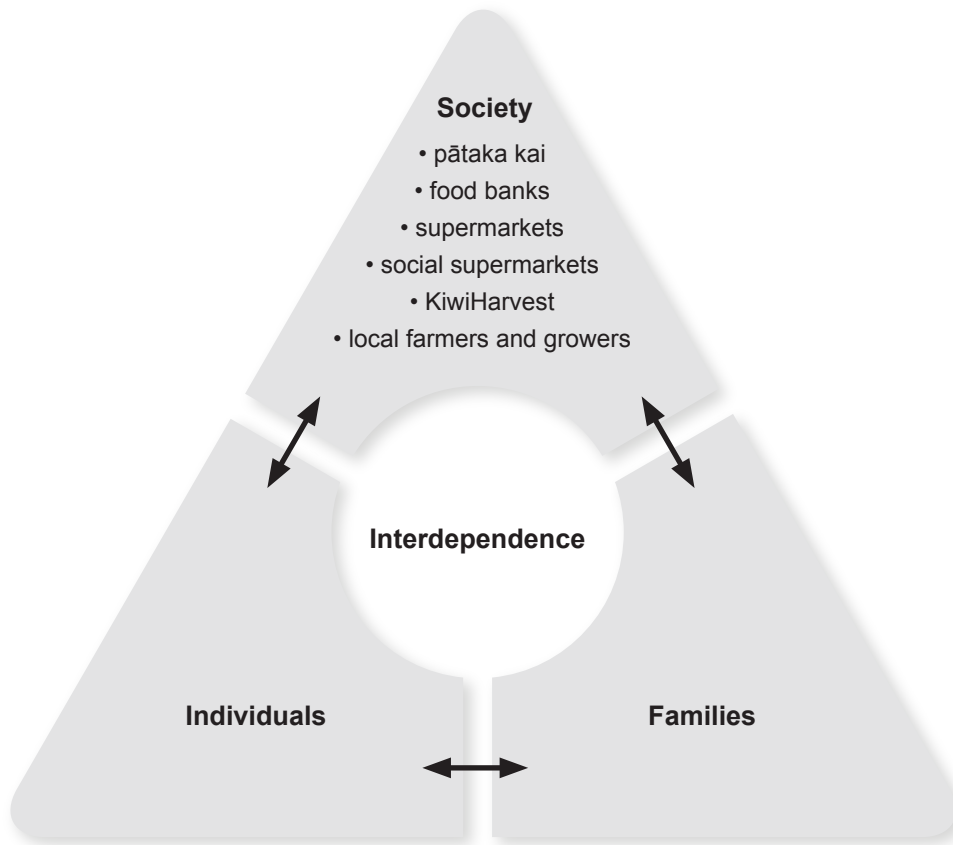 Society
• pātaka kai
• food banks
• supermarkets
• social supermarkets
• KiwiHarvest
• local farmers and growers
Interdependence
Individuals
Families